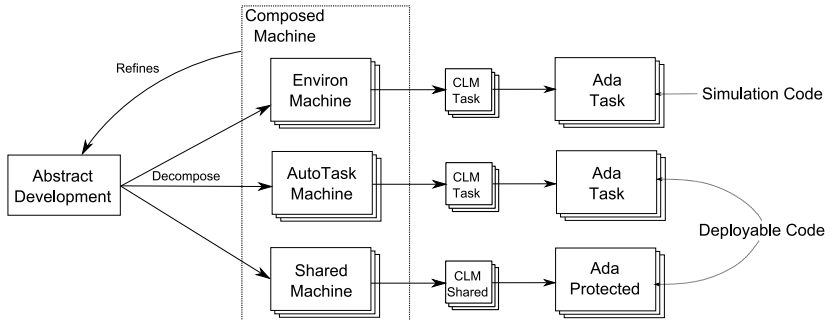 Composed
Machine
Refines
Environ
Machine
CLM
Task
Ada
Task
Simulation Code
Abstract
Development
Decompose
AutoTask
Machine
CLM
Task
Ada
Task
Deployable Code
Shared
Machine
CLM
Shared
Ada
Protected